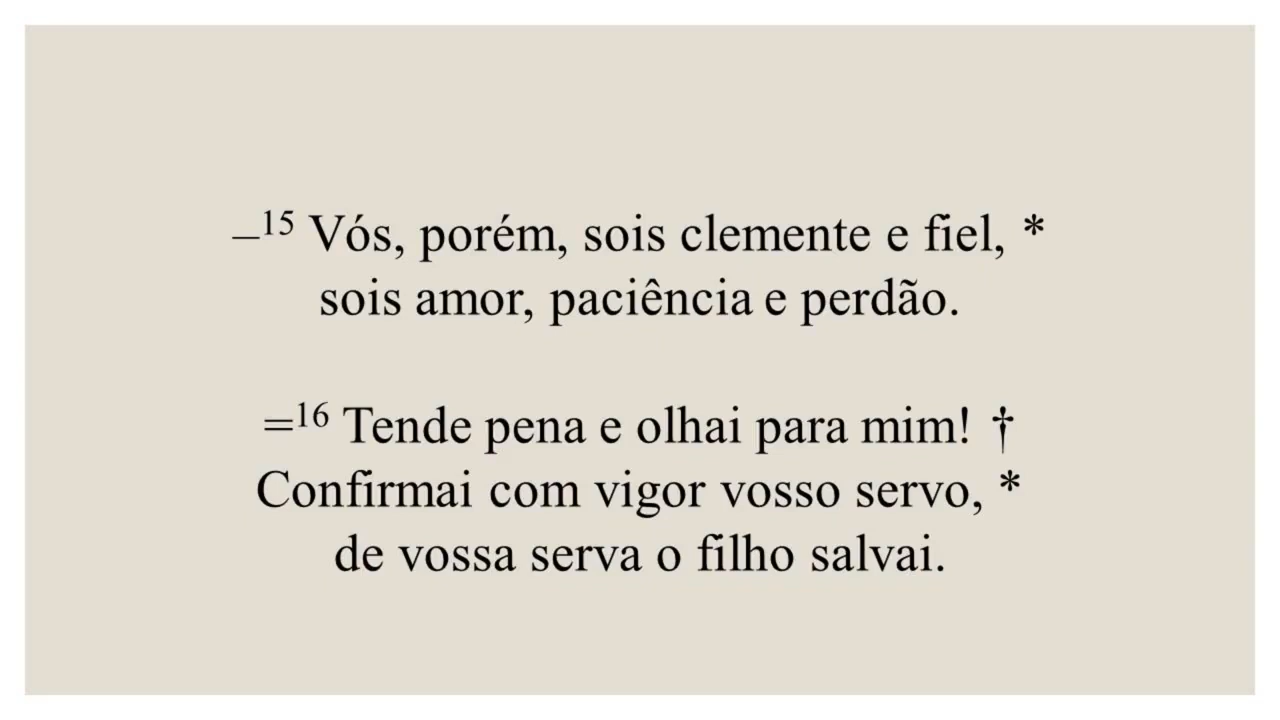 –¹⁵ Vós, porém, sois clemente e fiel, *
sois amor, paciência e perdão.
=¹⁶ Tende pena e olhai para mim! †
Confirmai com vigor vosso servo, *
de vossa serva o filho salvai.